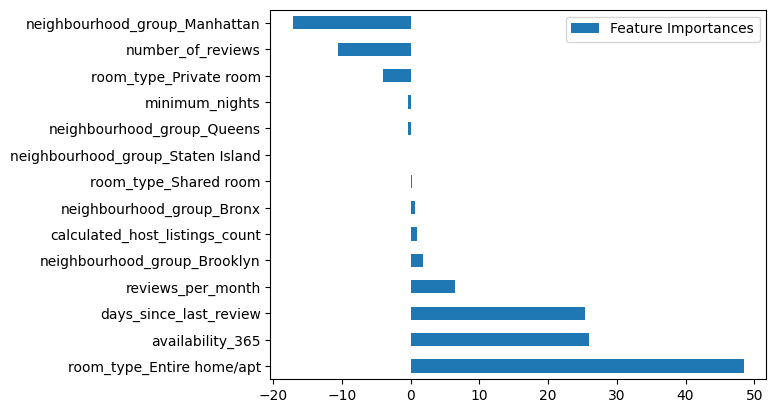 neighbourhood_group_Manhattan
number_of_reviews
room_type_Private room
minimum_nights
neighbourhood_group_Queens
neighbourhood_group_Staten Island
room_type_Shared room
neighbourhood_group_Bronx
calculated_host_listings_count
neighbourhood_group_Brooklyn
reviews_per_month
days_since_last_review
availability_365
room_type_Entire home/apt
Feature Importances
−20 −10 0 10 20 30 40 50